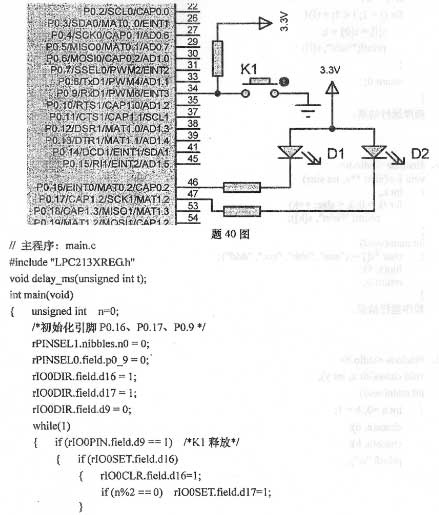 22
P0.2/SCL0/CAP0.0
26
P0.3/SDA0/MAT0.0/EINT1
27
P0.4/SCK0/CAP0.1/AD0.6
29
P0.5/MISO0/MAT0.1/AD0.7
30
P0.6/MOSI0/CAP0.2/AD1.0
31
P0.7/SSEL0/PWM2/EINT2
33
P0.8/TxD1/PWM4/AD1.1
34
P0.9/RxD1/PWM6/EINT3
35
P0.10/RTS1/CAP1.0/AD1.2
37
P0.11/CTS1/CAP1.1/SCL1
38
P0.12/DSR1/MAT1.0/AD1.3
39
P0.13/DTR1/MAT1.1/AD1.4
41
P0.14/DCD1/EINT1/SDA1
45
P0.15/RI1/EINT2/AD1.5
46
P0.16/EINT0/MAT0.2/CAP0.2
47
P0.17/CAP1.2/SCK1/MAT1.2
53
P0.18/CAP1.3/MISO1/MAT1.3
54
3.3V
K1
3.3V
D1
D2
题 40 图
// 主程序: main.c
#include "LPC213XREG.h"
void delay_ms(unsigned int t);
int main(void)
{ unsigned int n=0;
/*初始化引脚 P0.16、P0.17、P0.9 */
rPINSEL1.nibbles.n0 = 0;
rPINSEL0.field.p0_9 = 0;
rIO0DIR.field.d16 = 1;
rIO0DIR.field.d17 = 1;
rIO0DIR.field.d9 = 0;
while(1)
{ if (rIO0PIN.field.d9 == 1) /*K1 释放*/
{ if (rIO0SET.field.d16)
{ rIO0CLR.field.d16=1;
if (n%2 == 0) rIO0SET.field.d17=1;
}